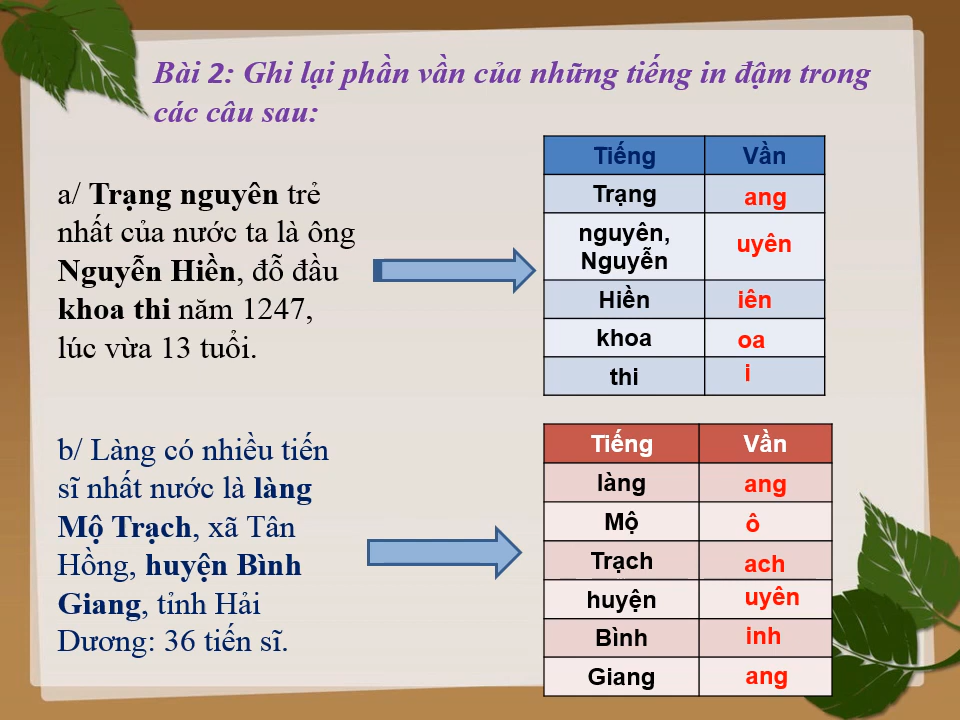 Bài 2: Ghi lại phần vần của những tiếng in đậm trong
các câu sau:
a/ Trạng nguyên trẻ
nhất của nước ta là ông
Nguyễn Hiền, đỗ đầu
khoa thi năm 1247,
lúc vừa 13 tuổi.
Tiếng Vần
Trạng ang
nguyên,
Nguyễn uyên
Hiền iên
khoa oa
thi i
b/ Làng có nhiều tiến
sĩ nhất nước là làng
Mộ Trạch, xã Tân
Hồng, huyện Bình
Giang, tỉnh Hải
Dương: 36 tiến sĩ.
Tiếng Vần
làng ang
Mộ ô
Trạch ach
huyện uyên
Bình inh
Giang ang